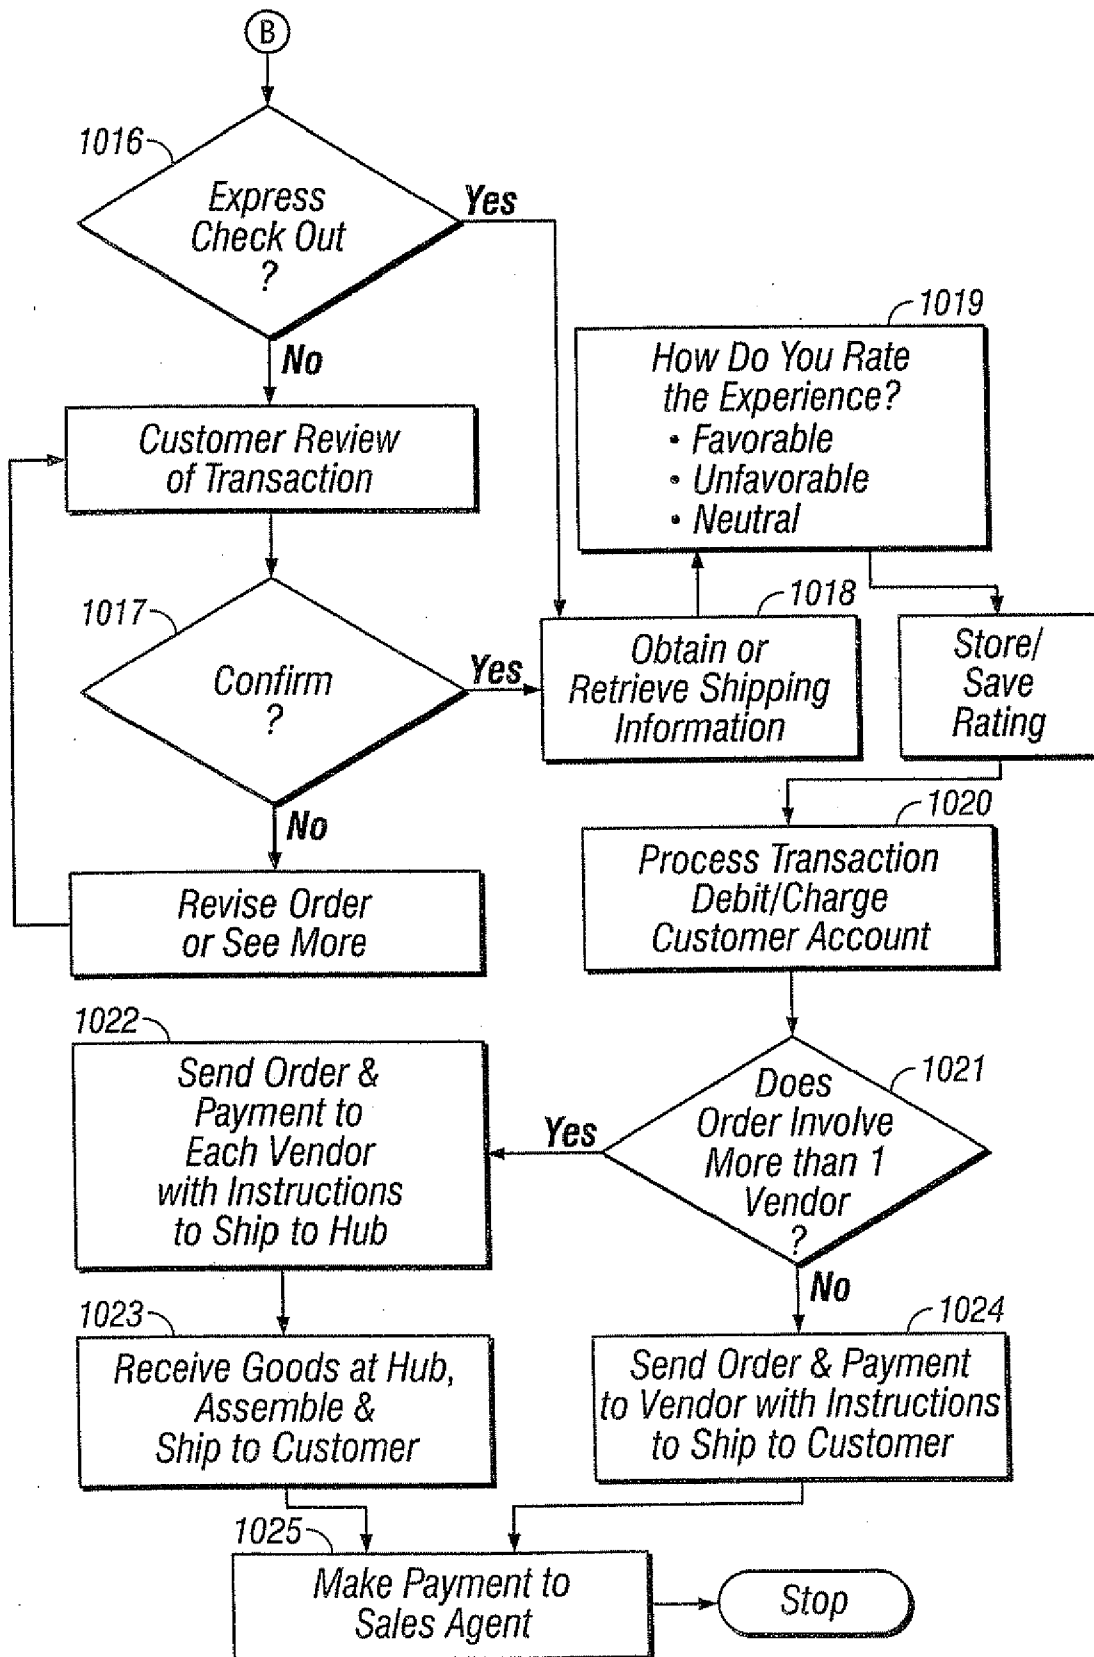 B
1016
Express
Check Out
?
Yes
No
Customer Review
of Transaction
1017
Confirm
?
Yes
No
Revise Order
or See More
1018
Obtain or
Retrieve Shipping
Information
1019
How Do You Rate
the Experience?
• Favorable
• Unfavorable
• Neutral
Store/
Save
Rating
1020
Process Transaction
Debit/Charge
Customer Account
1021
Does
Order Involve
More than 1
Vendor
?
Yes
No
1022
Send Order &
Payment to
Each Vendor
with Instructions
to Ship to Hub
1023
Receive Goods at Hub,
Assemble &
Ship to Customer
1024
Send Order & Payment
to Vendor with Instructions
to Ship to Customer
1025
Make Payment to
Sales Agent
Stop